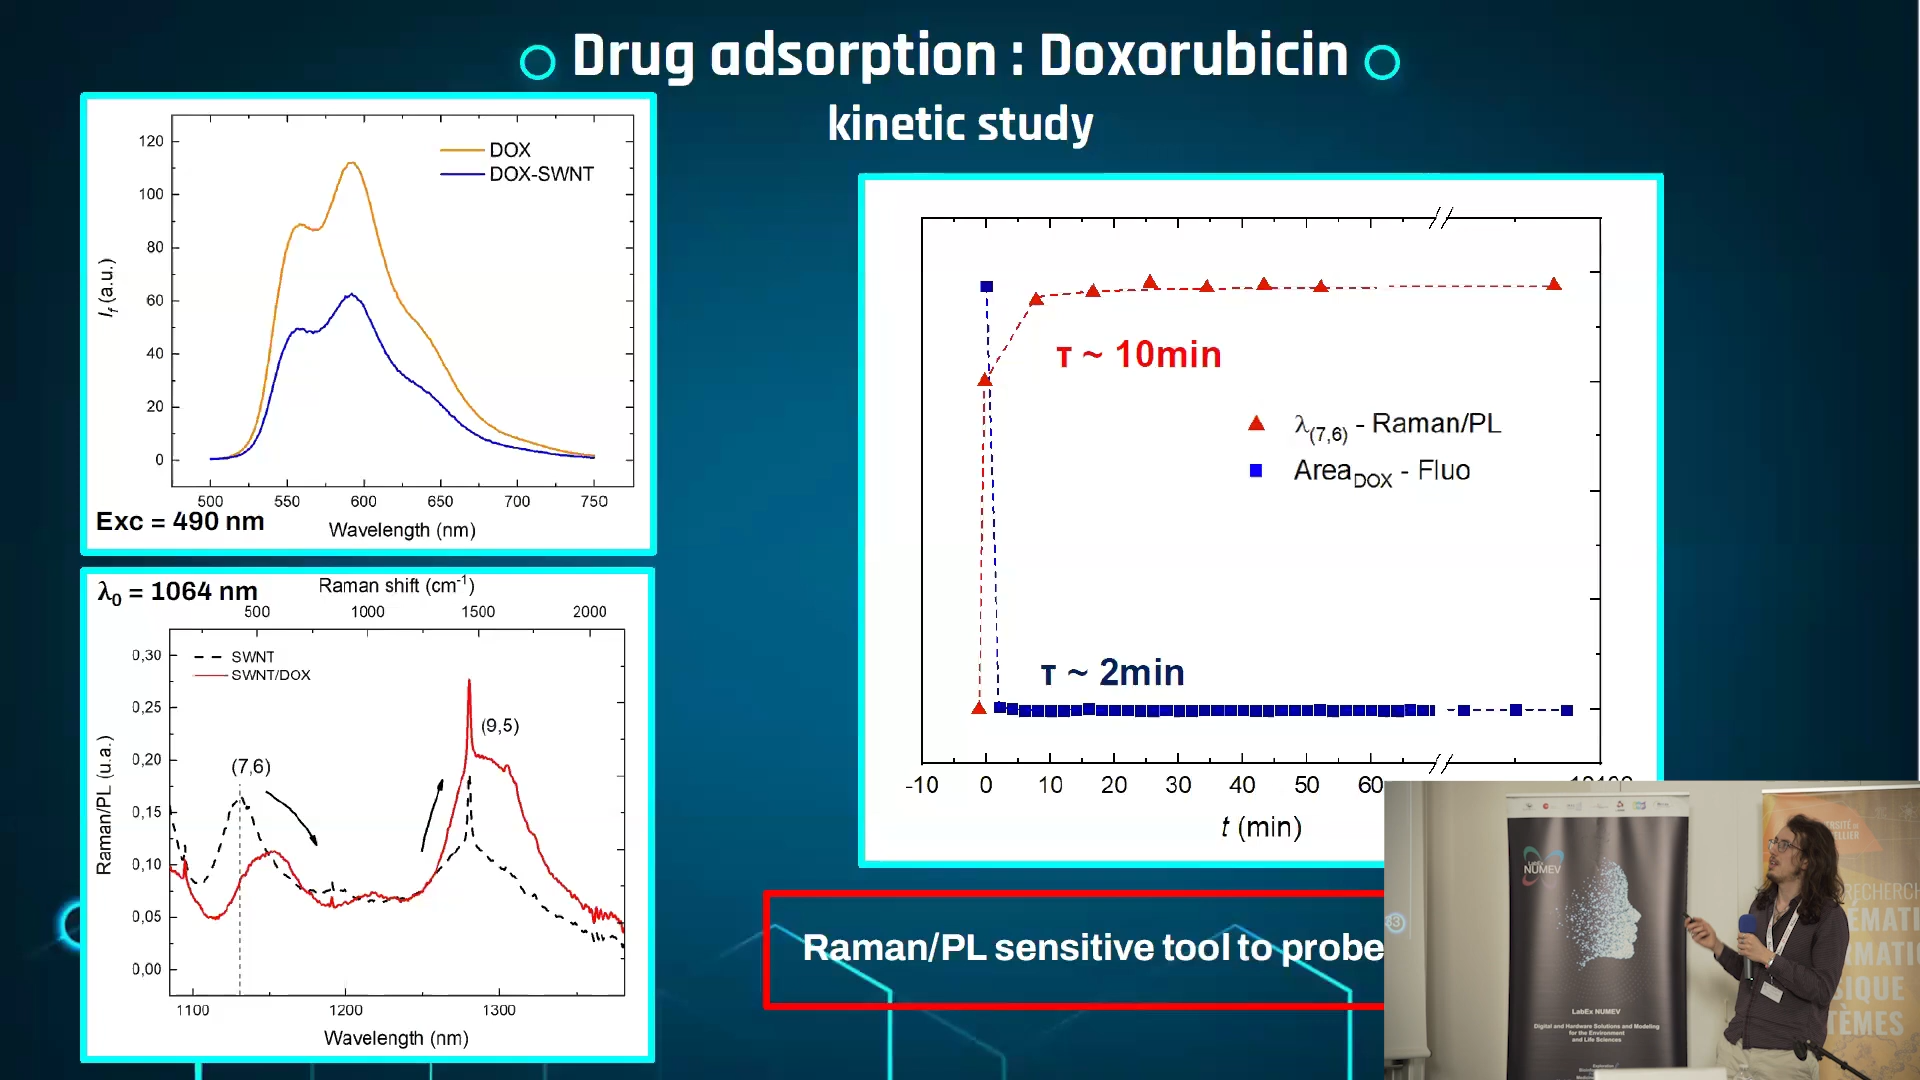 Drug adsorption : Doxorubicin
kinetic study
120
100
80
60
40
20
0
If (a.u.)
DOX
DOX-SWNT
500 550 600 650 700 750
Exc = 490 nm
Wavelength (nm)
λ0 = 1064 nm
Raman shift (cm-1)
500 1000 1500 2000
0,30
0,25
0,20
0,15
0,10
0,05
0,00
Raman/PL (u.a.)
SWNT
SWNT/DOX
(7,6)
(9,5)
1100 1200 1300
Wavelength (nm)
τ ~ 10min
λ(7,6) - Raman/PL
AreaDOX - Fluo
τ ~ 2min
-10 0 10 20 30 40 50 60
t (min)
Raman/PL sensitive tool to probe
33
LabEx
NUMEV
LabEx NUMEV
Digital and Hardware Solutions and Modeling
for the Environment
and Life Sciences